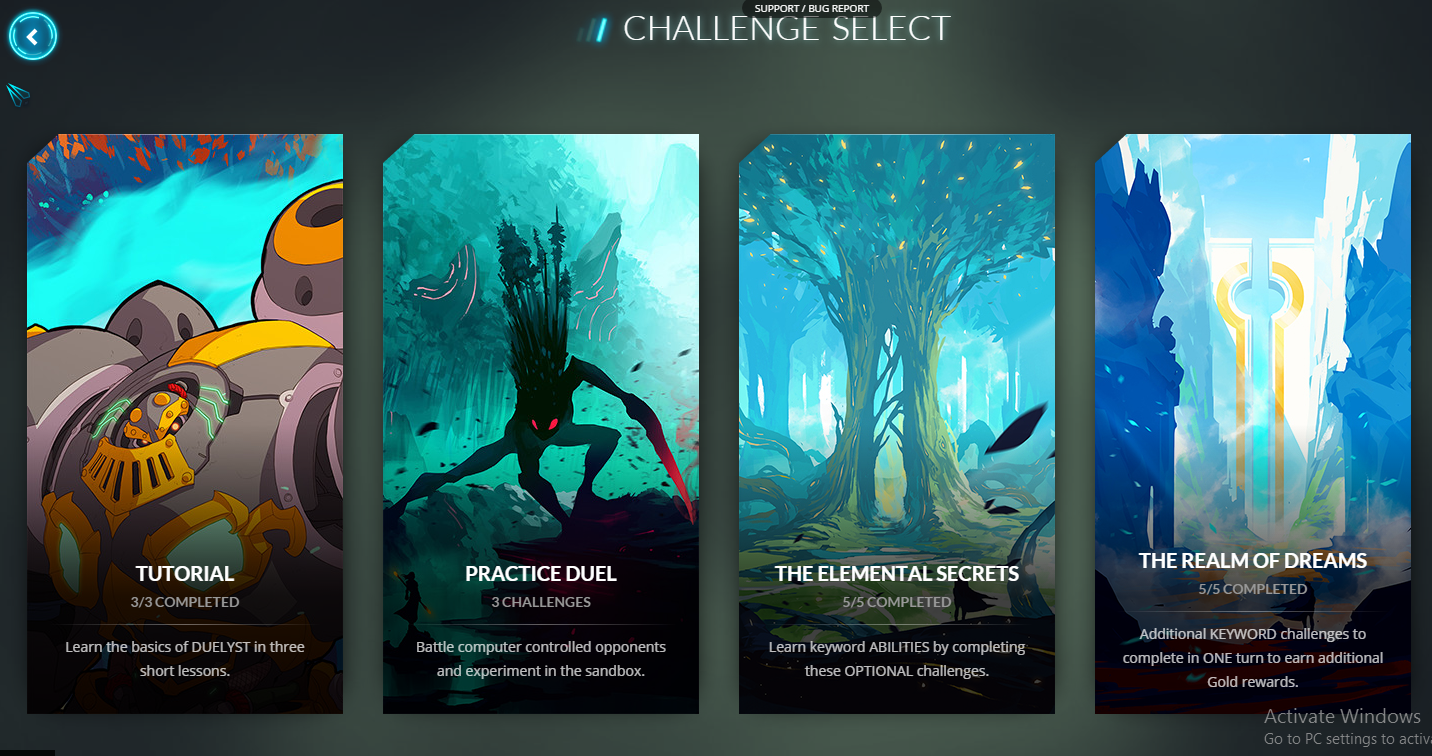 SUPPORT / BUG REPORT
CHALLENGE SELECT
TUTORIAL
3/3 COMPLETED
Learn the basics of DUELYST in three
short lessons.
PRACTICE DUEL
3 CHALLENGES
Battle computer controlled opponents
and experiment in the sandbox.
THE ELEMENTAL SECRETS
5/5 COMPLETED
Learn keyword ABILITIES by completing
these OPTIONAL challenges.
THE REALM OF DREAMS
5/5 COMPLETED
Additional KEYWORD challenges to
complete in ONE turn to earn additional
Gold rewards.
Activate Windows
Go to PC settings to activa